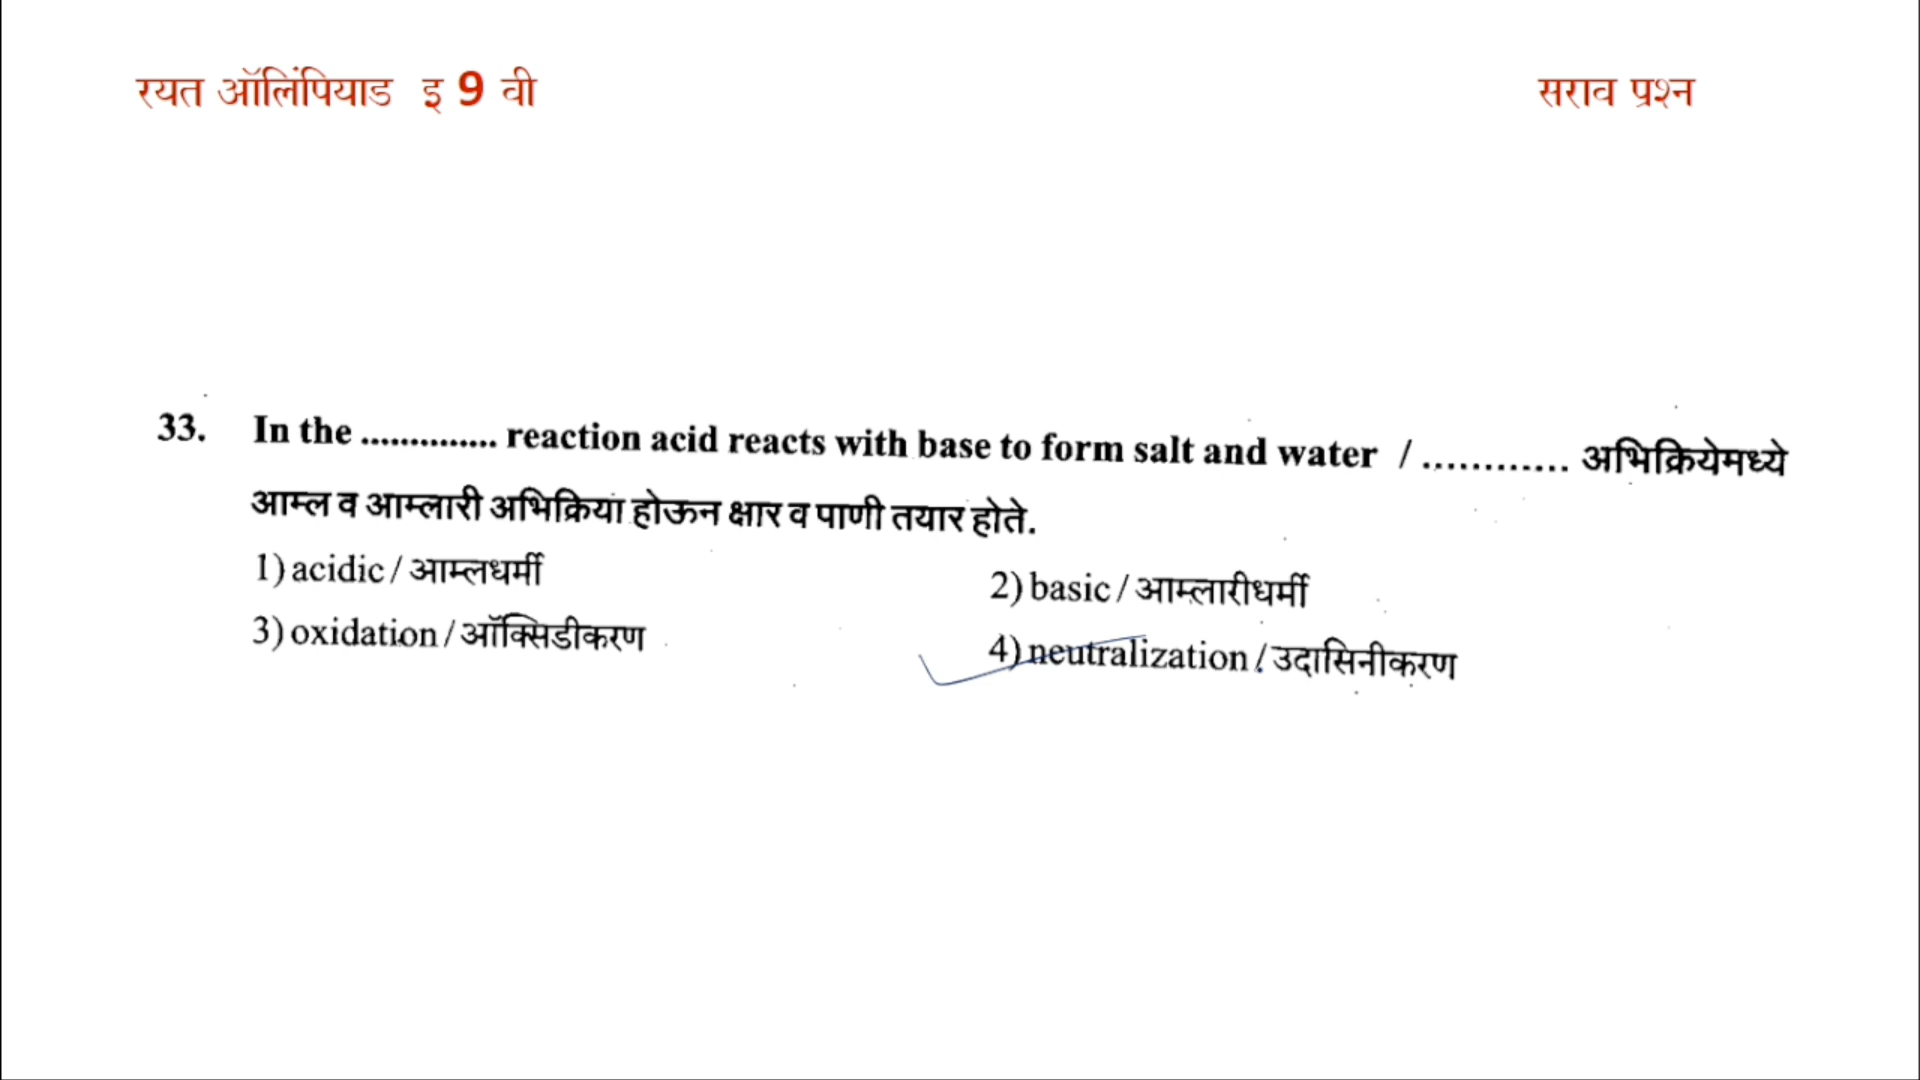 रयत ऑलिंपियाड इ 9 वी
सराव प्रश्न
33. In the .............. reaction acid reacts with base to form salt and water / ............ अभिक्रियेमध्ये
आम्ल व आम्लारी अभिक्रिया होऊन क्षार व पाणी तयार होते.
1) acidic / आम्लधर्मी
2) basic / आम्लारीधर्मी
3) oxidation / ऑक्सिडीकरण
4) neutralization / उदासिनीकरण